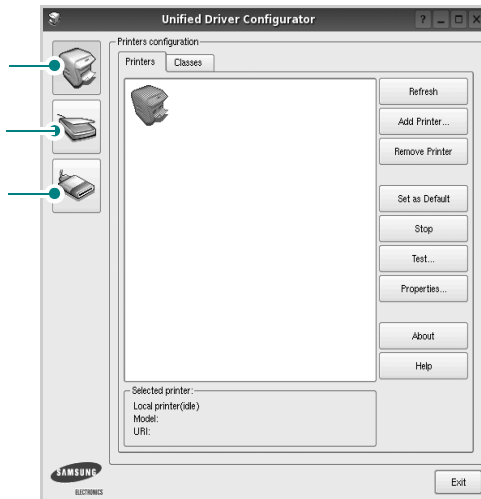 Unified Driver Configurator
Printers configuration
Printers
Classes
Refresh
Add Printer...
Remove Printer
Set as Default
Stop
Test...
Properties...
About
Help
Selected printer:
Local printer(idle)
Model:
URI:
SAMSUNG
ELECTRONICS
Exit